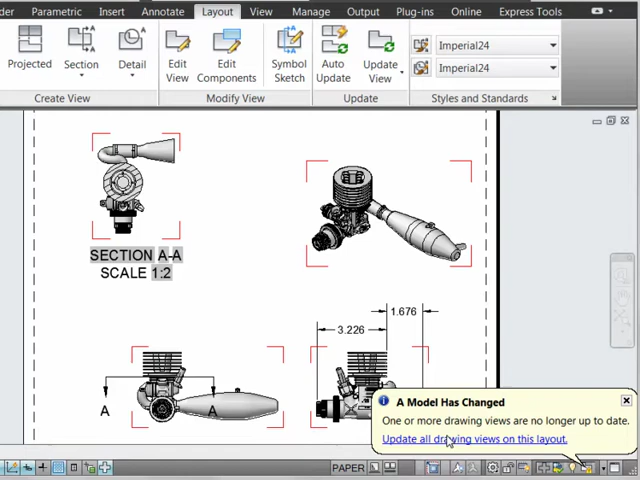 der Parametric Insert Annotate Layout View Manage Output Plug-ins Online Express Tools
Projected Section Detail Edit View Edit Components Symbol Sketch Auto Update Update View Imperial24
Imperial24
Create View Modify View Update Styles and Standards
SECTION A-A
SCALE 1:2
1.676
3.226
A A
A Model Has Changed
One or more drawing views are no longer up to date.
Update all drawing views on this layout.
PAPER